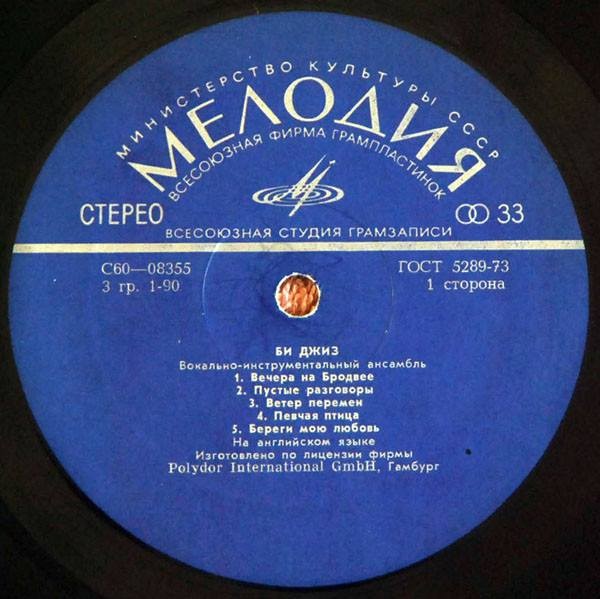 МИНИСТЕРСТВО КУЛЬТУРЫ СССР
МЕЛОДИЯ
ВСЕСОЮЗНАЯ ФИРМА ГРАМПЛАСТИНОК
СТЕРЕО
33
ВСЕСОЮЗНАЯ СТУДИЯ ГРАМЗАПИСИ
С60—08355
ГОСТ 5289-73
3 гр. 1-90
1 сторона
БИ ДЖИЗ
Вокально-инструментальный ансамбль
1. Вечера на Бродвее
2. Пустые разговоры
3. Ветер перемен
4. Певчая птица
5. Береги мою любовь
На английском языке
Изготовлено по лицензии фирмы
Polydor International GmbH, Гамбург